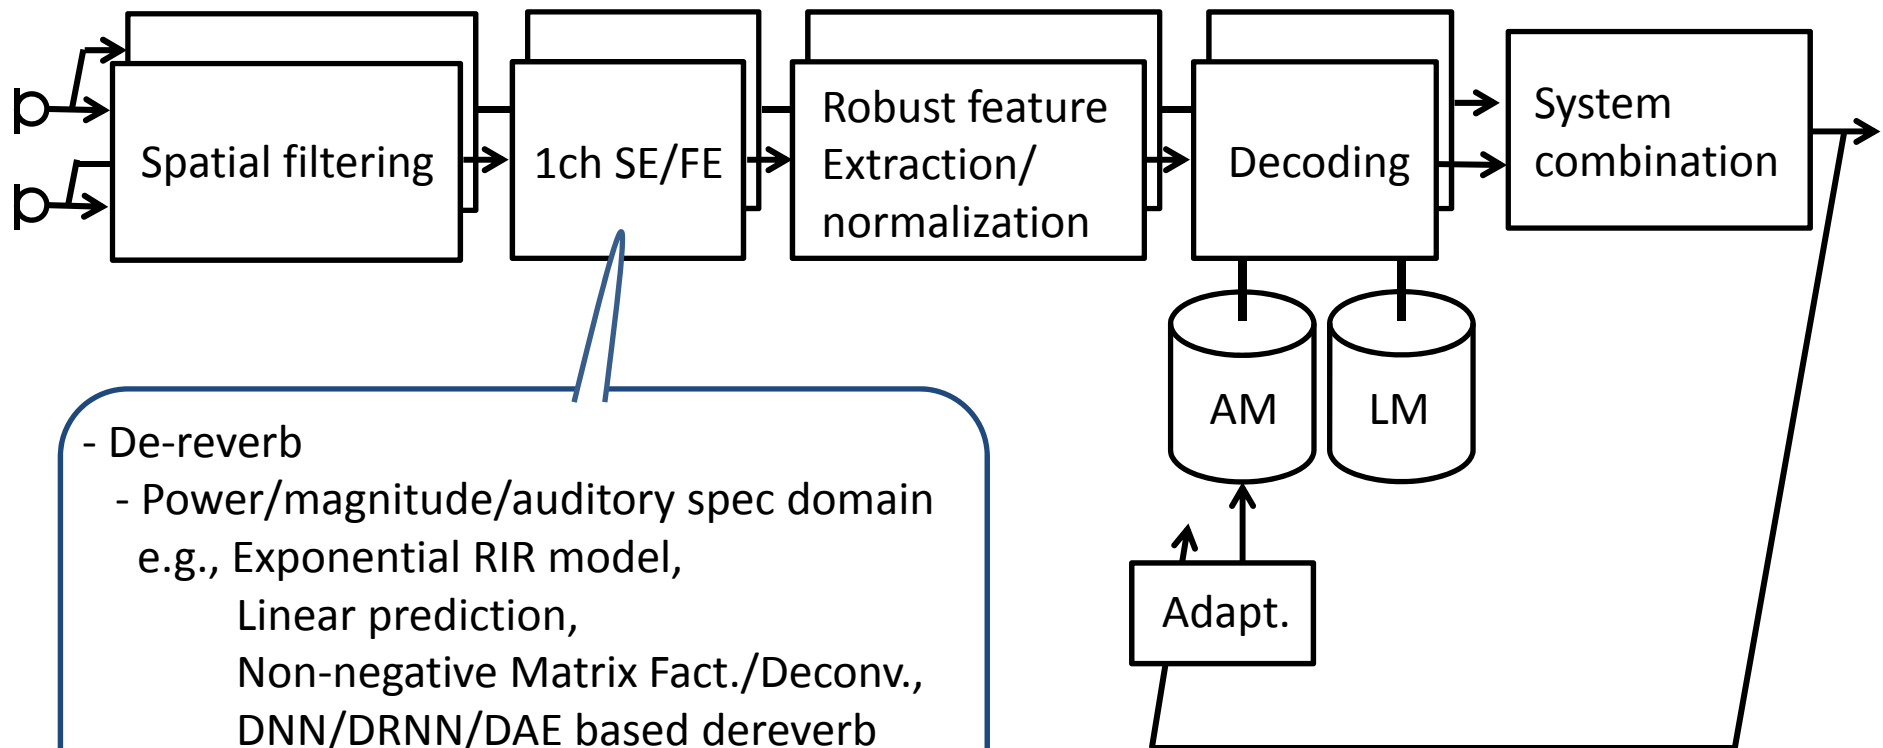 Spatial filtering
1ch SE/FE
Robust feature
Extraction/
normalization
Decoding
System
combination
AM
LM
Adapt.
- De-reverb
- Power/magnitude/auditory spec domain
e.g., Exponential RIR model,
Linear prediction,
Non-negative Matrix Fact./Deconv.,
DNN/DRNN/DAE based dereverb